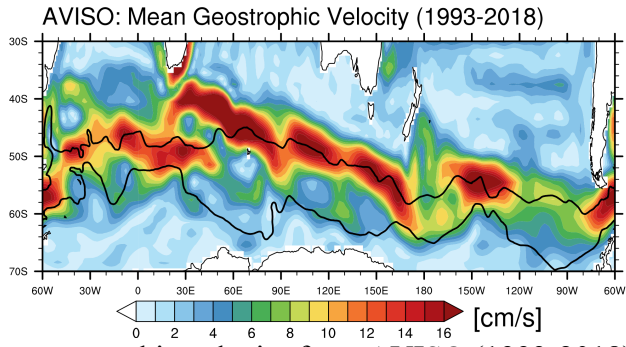 AVISO: Mean Geostrophic Velocity (1993-2018)
30S
40S
50S
60S
70S
60W 30W 0 30E 60E 90E 120E 150E 180 150W 120W 90W 60W
0 2 4 6 8 10 12 14 16 [cm/s]